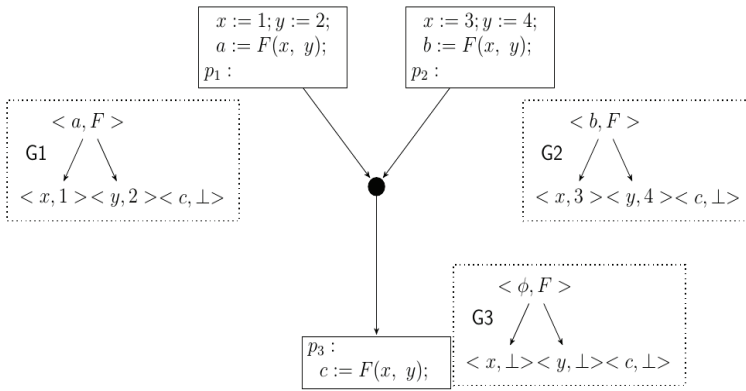 x := 1; y := 2;
a := F(x, y);
p₁ :
x := 3; y := 4;
b := F(x, y);
p₂ :
< a, F >
G1
< x, 1 >< y, 2 >< c, ⊥ >
< b, F >
G2
< x, 3 >< y, 4 >< c, ⊥ >
< ϕ, F >
G3
< x, ⊥ >< y, ⊥ >< c, ⊥ >
p₃ :
c := F(x, y);